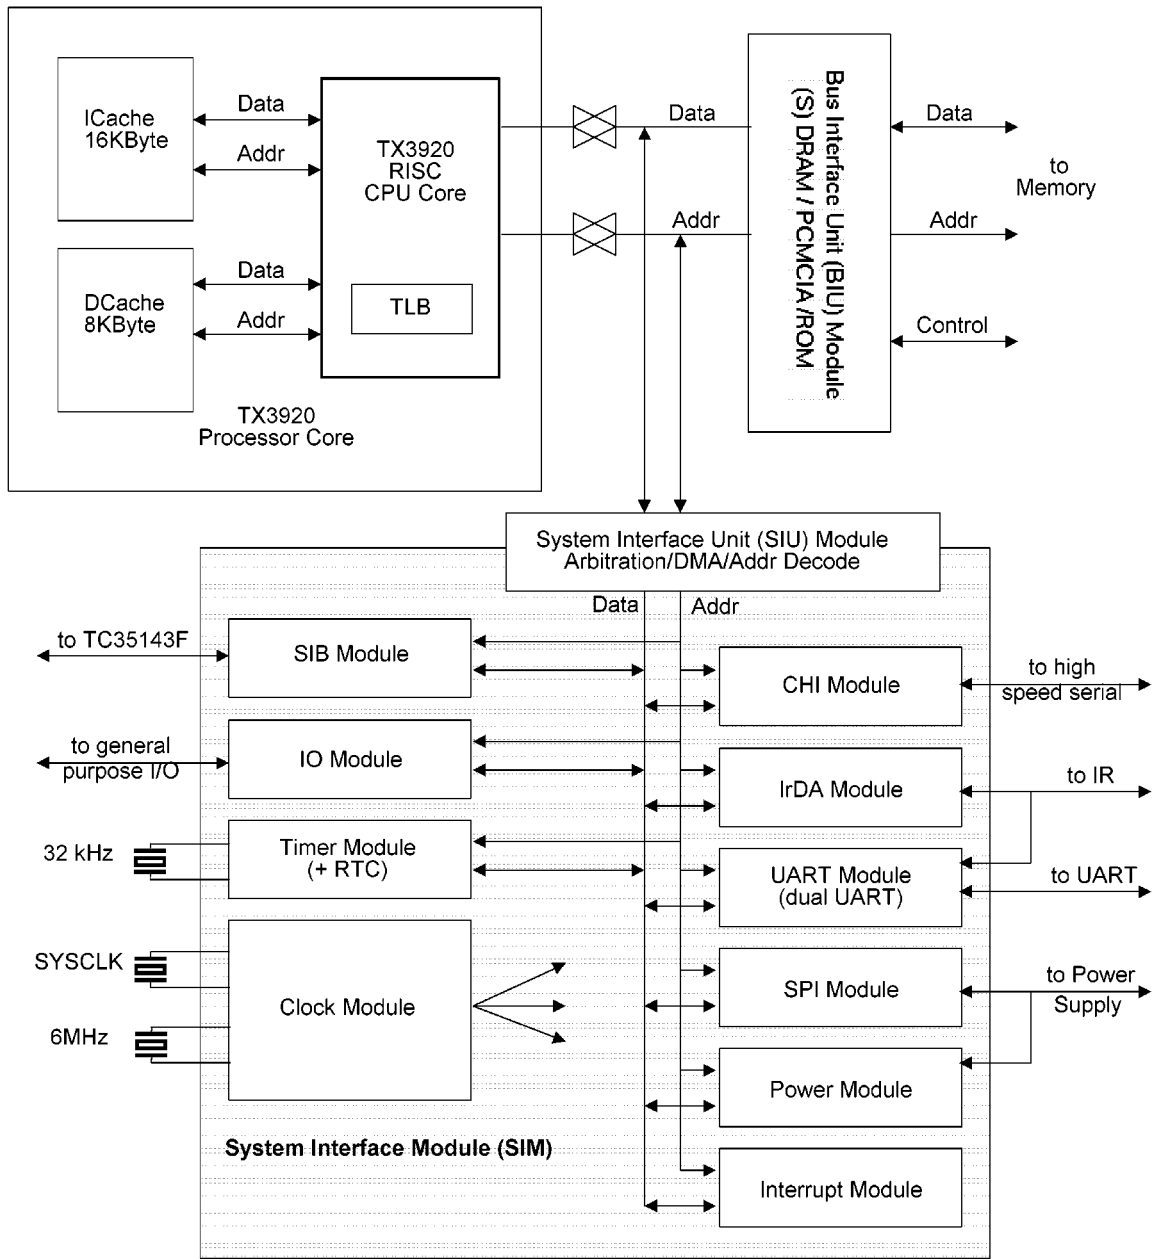 ICache
16KByte
Data
Addr
TX3920
RISC
CPU Core
TLB
DCache
8KByte
Data
Addr
TX3920
Processor Core
Data
Addr
Bus Interface Unit (BIU) Module
(S) DRAM / PCMCIA /ROM
Data
to
Memory
Addr
Control
System Interface Unit (SIU) Module
Arbitration/DMA/Addr Decode
Data
Addr
to TC35143F
SIB Module
to general
purpose I/O
IO Module
32 kHz
Timer Module
(+ RTC)
SYSCLK
6MHz
Clock Module
CHI Module
to high
speed serial
IrDA Module
to IR
UART Module
(dual UART)
to UART
SPI Module
to Power
Supply
Power Module
Interrupt Module
System Interface Module (SIM)